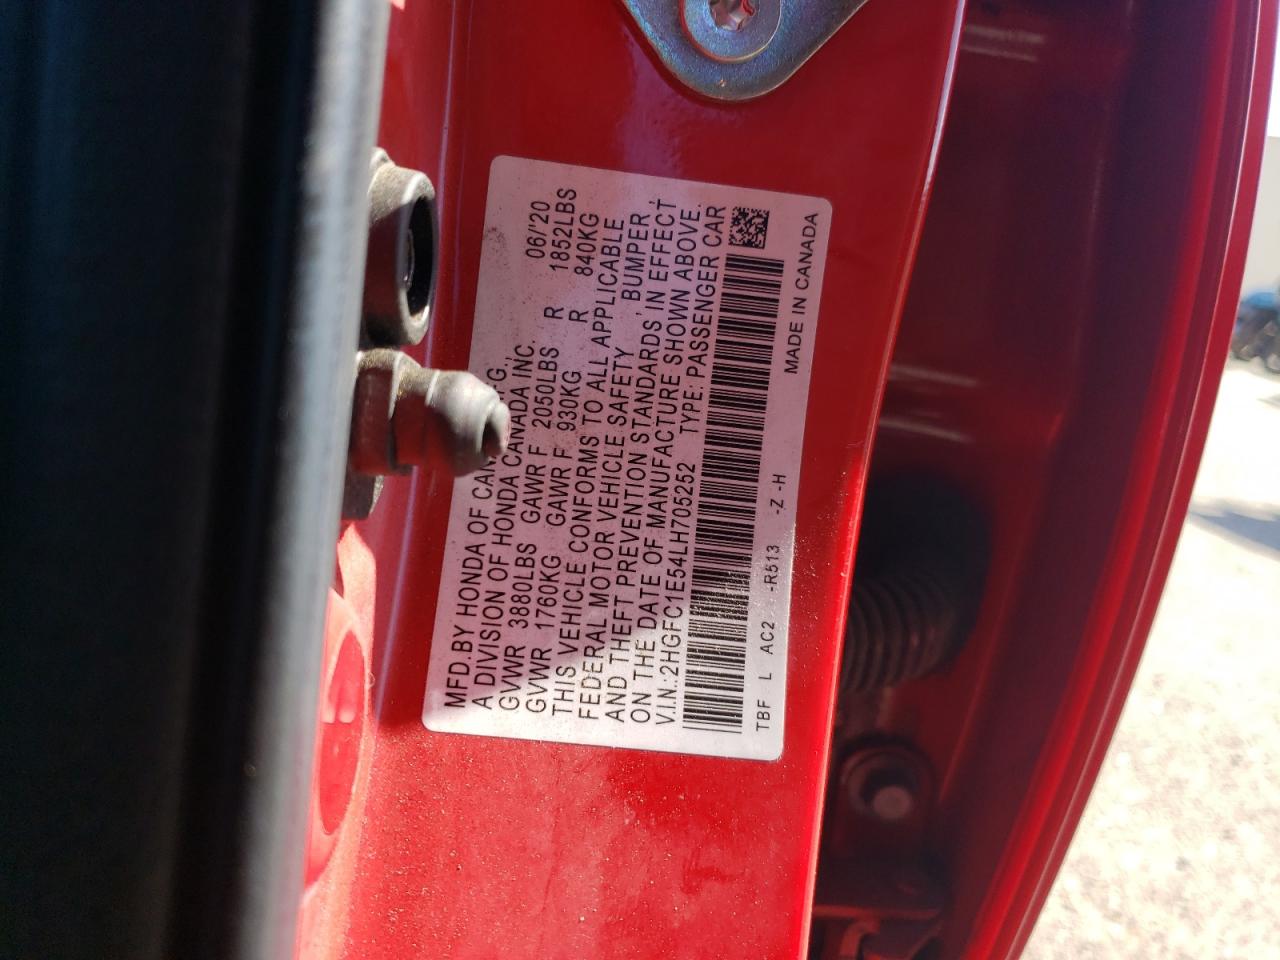 MFD.BY HONDA OF
A DIVISION OF HONDA CANADA INC. 06/'20
GVWR 3880LBS GAWR F 2050LBS R 1852LBS
GVWR 1760KG GAWR F 930KG R 840KG
THIS VEHICLE CONFORMS TO ALL APPLICABLE
FEDERAL MOTOR VEHICLE SAFETY , BUMPER ,
AND THEFT PREVENTION STANDARDS IN EFFECT
ON THE DATE OF MANUFACTURE SHOWN ABOVE.
V.I.N.:2HGFC1E54LH705252 TYPE: PASSENGER CAR
TBF L AC2 -R513 -Z -H MADE IN CANADA